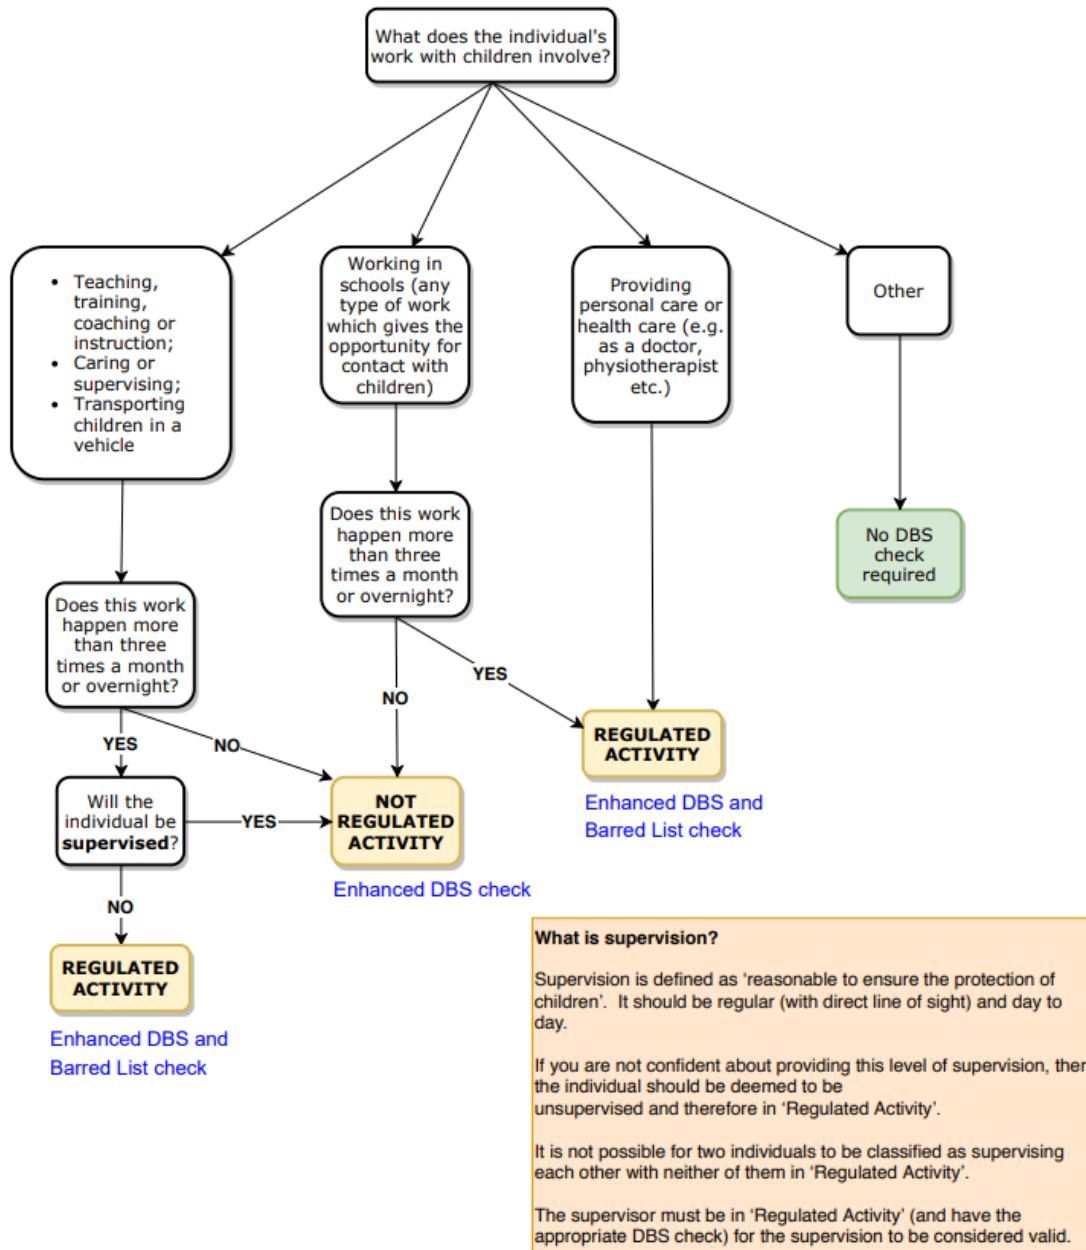 What does the individual's
work with children involve?
• Teaching,
training,
coaching or
instruction;
• Caring or
supervising;
• Transporting
children in a
vehicle
Working in
schools (any
type of work
which gives the
opportunity for
contact with
children)
Providing
personal care or
health care (e.g.
as a doctor,
physiotherapist
etc.)
Other
Does this work
happen more
than three
times a month
or overnight?
No DBS
check
required
Does this work
happen more
than three
times a month
or overnight?
YES
NO
YES
NO
REGULATED
ACTIVITY
Enhanced DBS and
Barred List check
Will the
individual be
supervised?
YES
NOT
REGULATED
ACTIVITY
Enhanced DBS check
NO
REGULATED
ACTIVITY
Enhanced DBS and
Barred List check
What is supervision?
Supervision is defined as ‘reasonable to ensure the protection of
children’. It should be regular (with direct line of sight) and day to
day.
If you are not confident about providing this level of supervision, then
the individual should be deemed to be
unsupervised and therefore in ‘Regulated Activity’.
It is not possible for two individuals to be classified as supervising
each other with neither of them in ‘Regulated Activity’.
The supervisor must be in ‘Regulated Activity’ (and have the
appropriate DBS check) for the supervision to be considered valid.